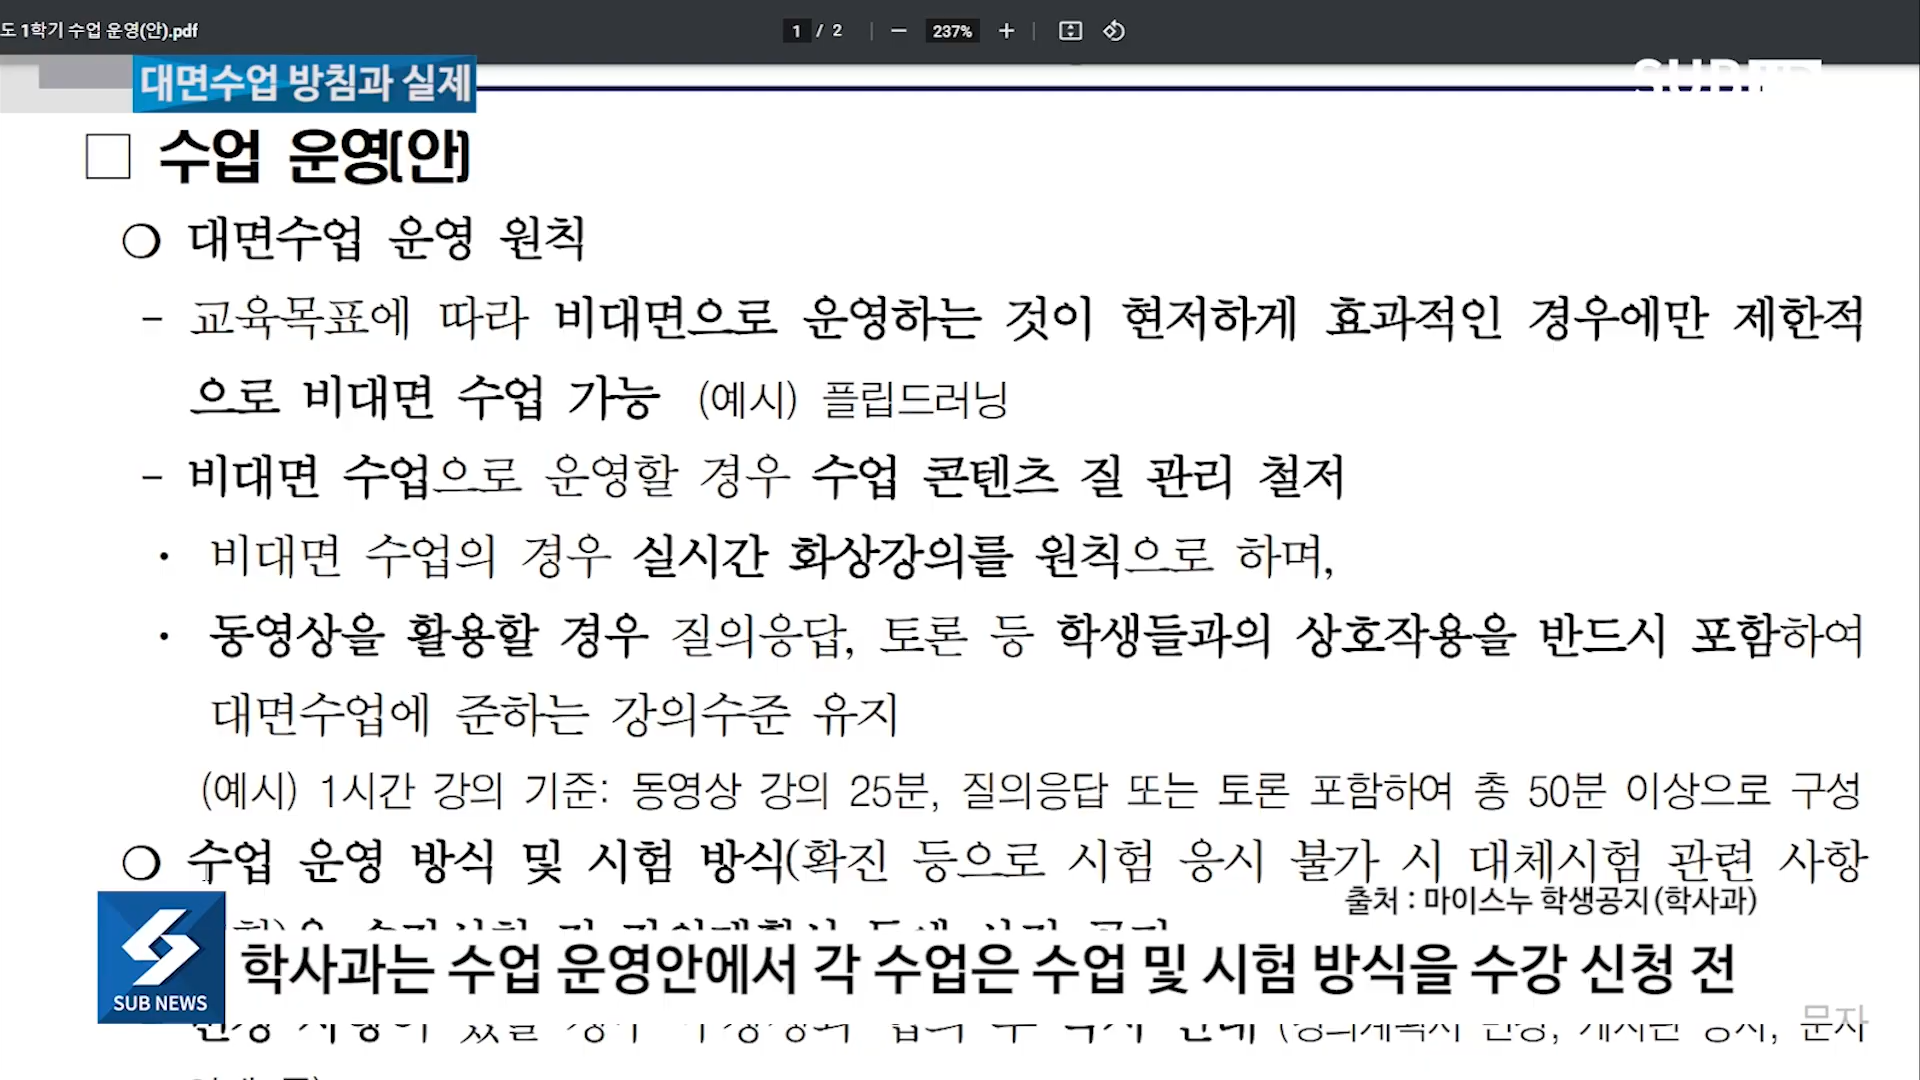 도 1학기 수업 운영(안).pdf
1 / 2
237%
대면수업 방침과 실제
□ 수업 운영(안)
○ 대면수업 운영 원칙
- 교육목표에 따라 비대면으로 운영하는 것이 현저하게 효과적인 경우에만 제한적
으로 비대면 수업 가능 (예시) 플립드러닝
- 비대면 수업으로 운영할 경우 수업 콘텐츠 질 관리 철저
· 비대면 수업의 경우 실시간 화상강의를 원칙으로 하며,
· 동영상을 활용할 경우 질의응답, 토론 등 학생들과의 상호작용을 반드시 포함하여
대면수업에 준하는 강의수준 유지
(예시) 1시간 강의 기준: 동영상 강의 25분, 질의응답 또는 토론 포함하여 총 50분 이상으로 구성
○ 수업 운영 방식 및 시험 방식(확진 등으로 시험 응시 불가 시 대체시험 관련 사항
출처 : 마이스누 학생공지(학사과)
학사과는 수업 운영안에서 각 수업은 수업 및 시험 방식을 수강 신청 전
SUB NEWS